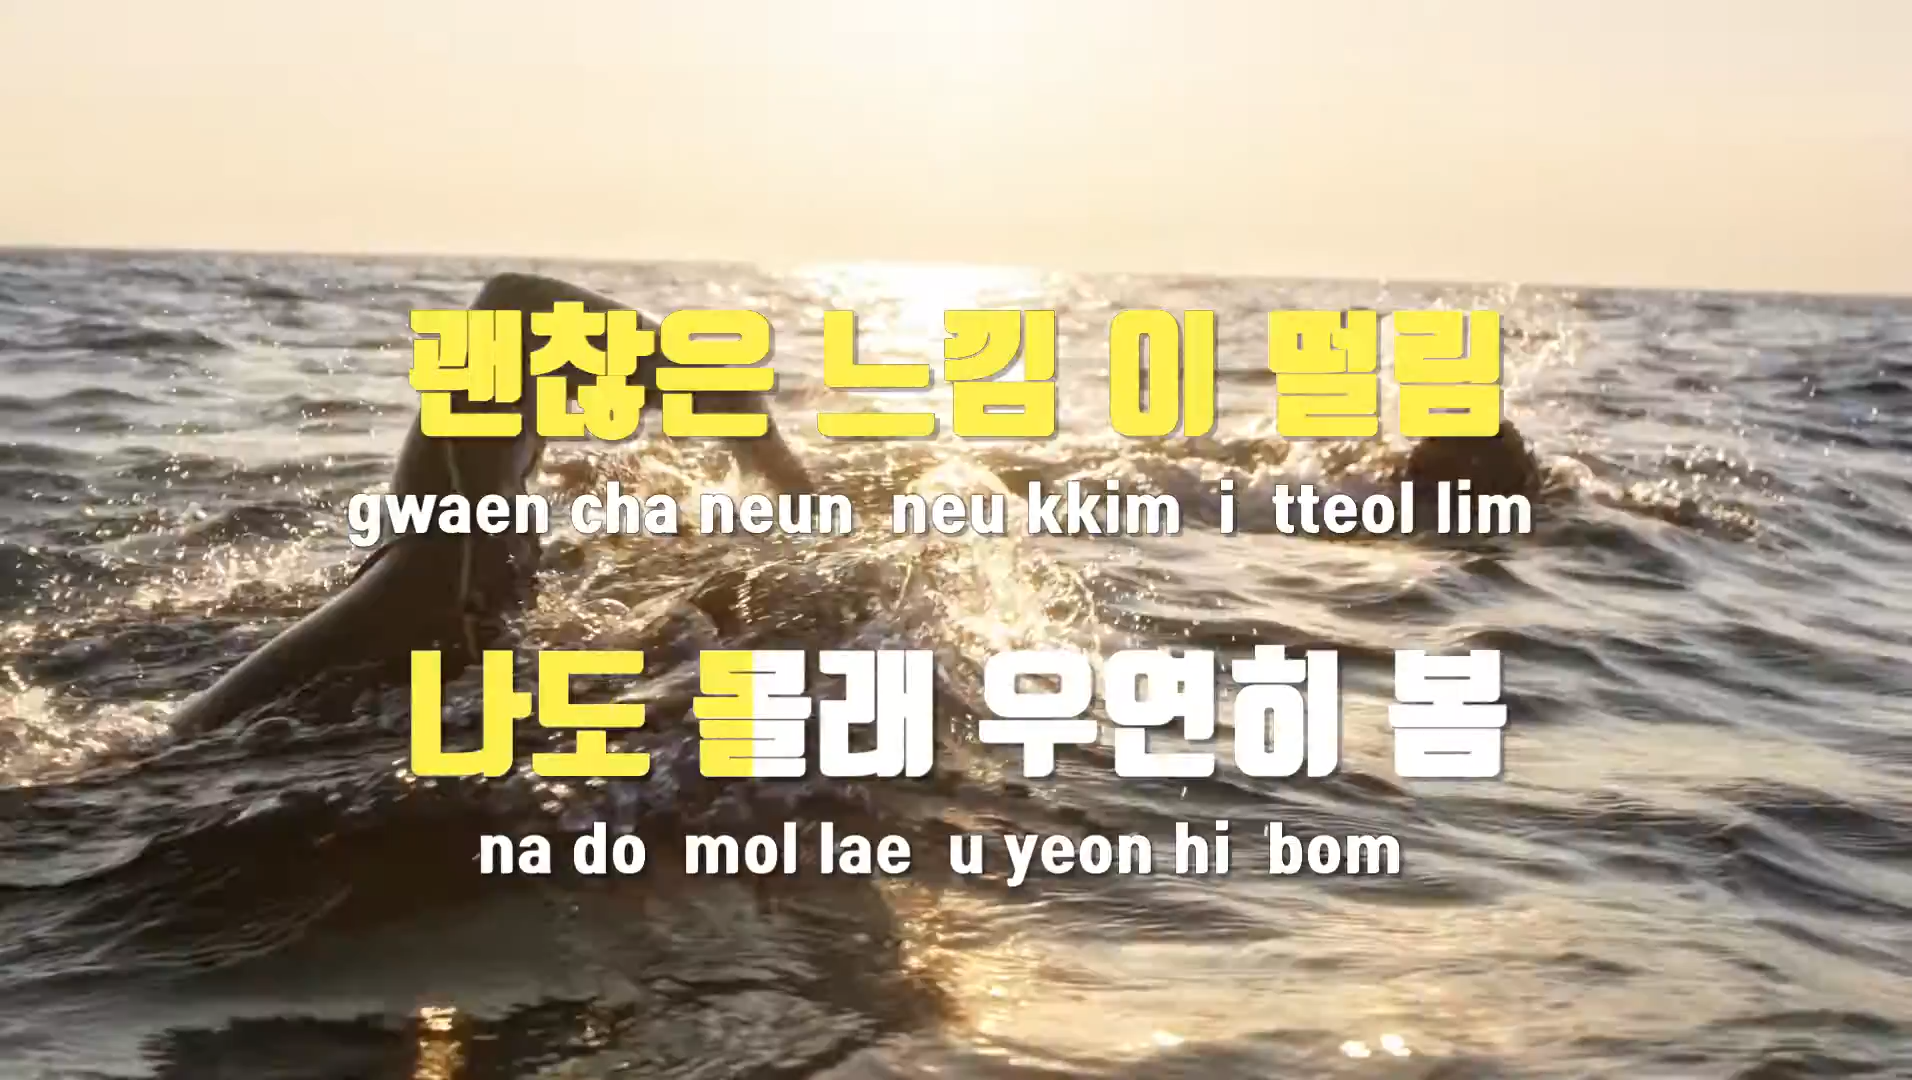 괜찮은 느낌 이 떨림
gwaen cha neun neu kkim i tteol lim
나도 몰래 우연히 봄
na do mol lae u yeon hi bom